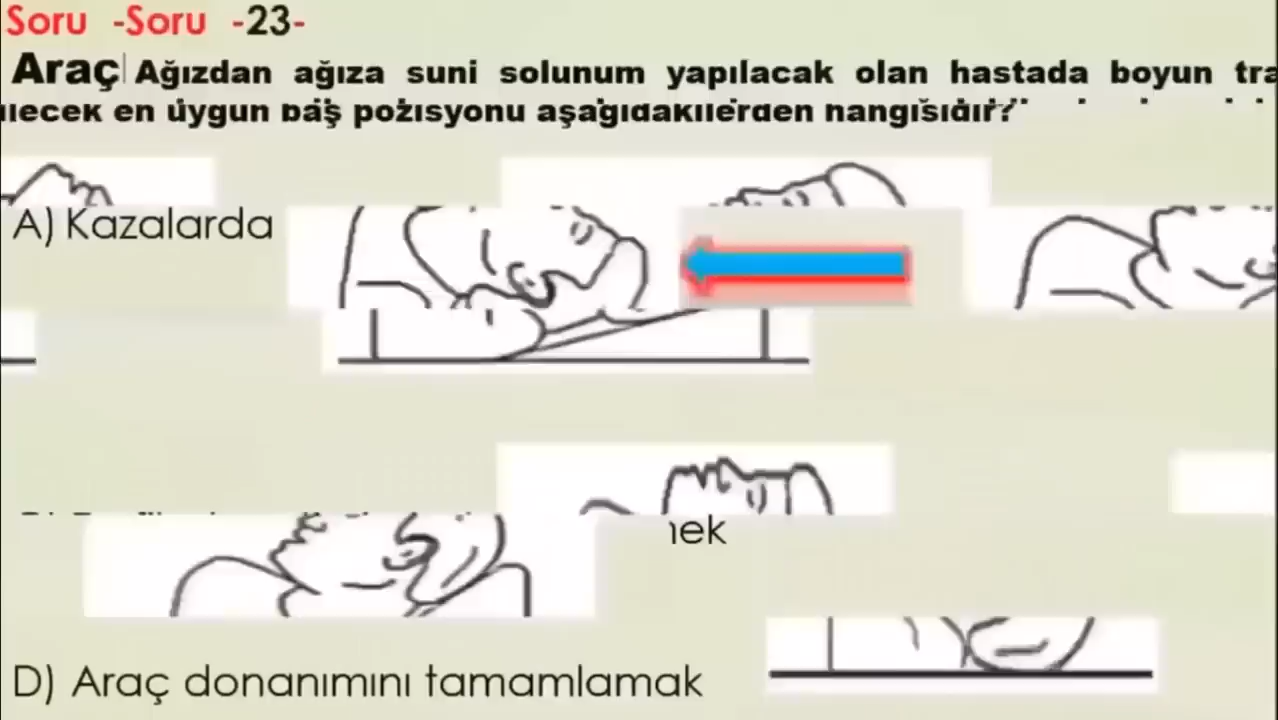 Soru -Soru -23-
Araç Ağızdan ağıza suni solunum yapılacak olan hastada boyun tra
ilecek en uygun baş pozisyonu aşağıdakilerden hangisidir?
A) Kazalarda
nek
D) Araç donanımını tamamlamak